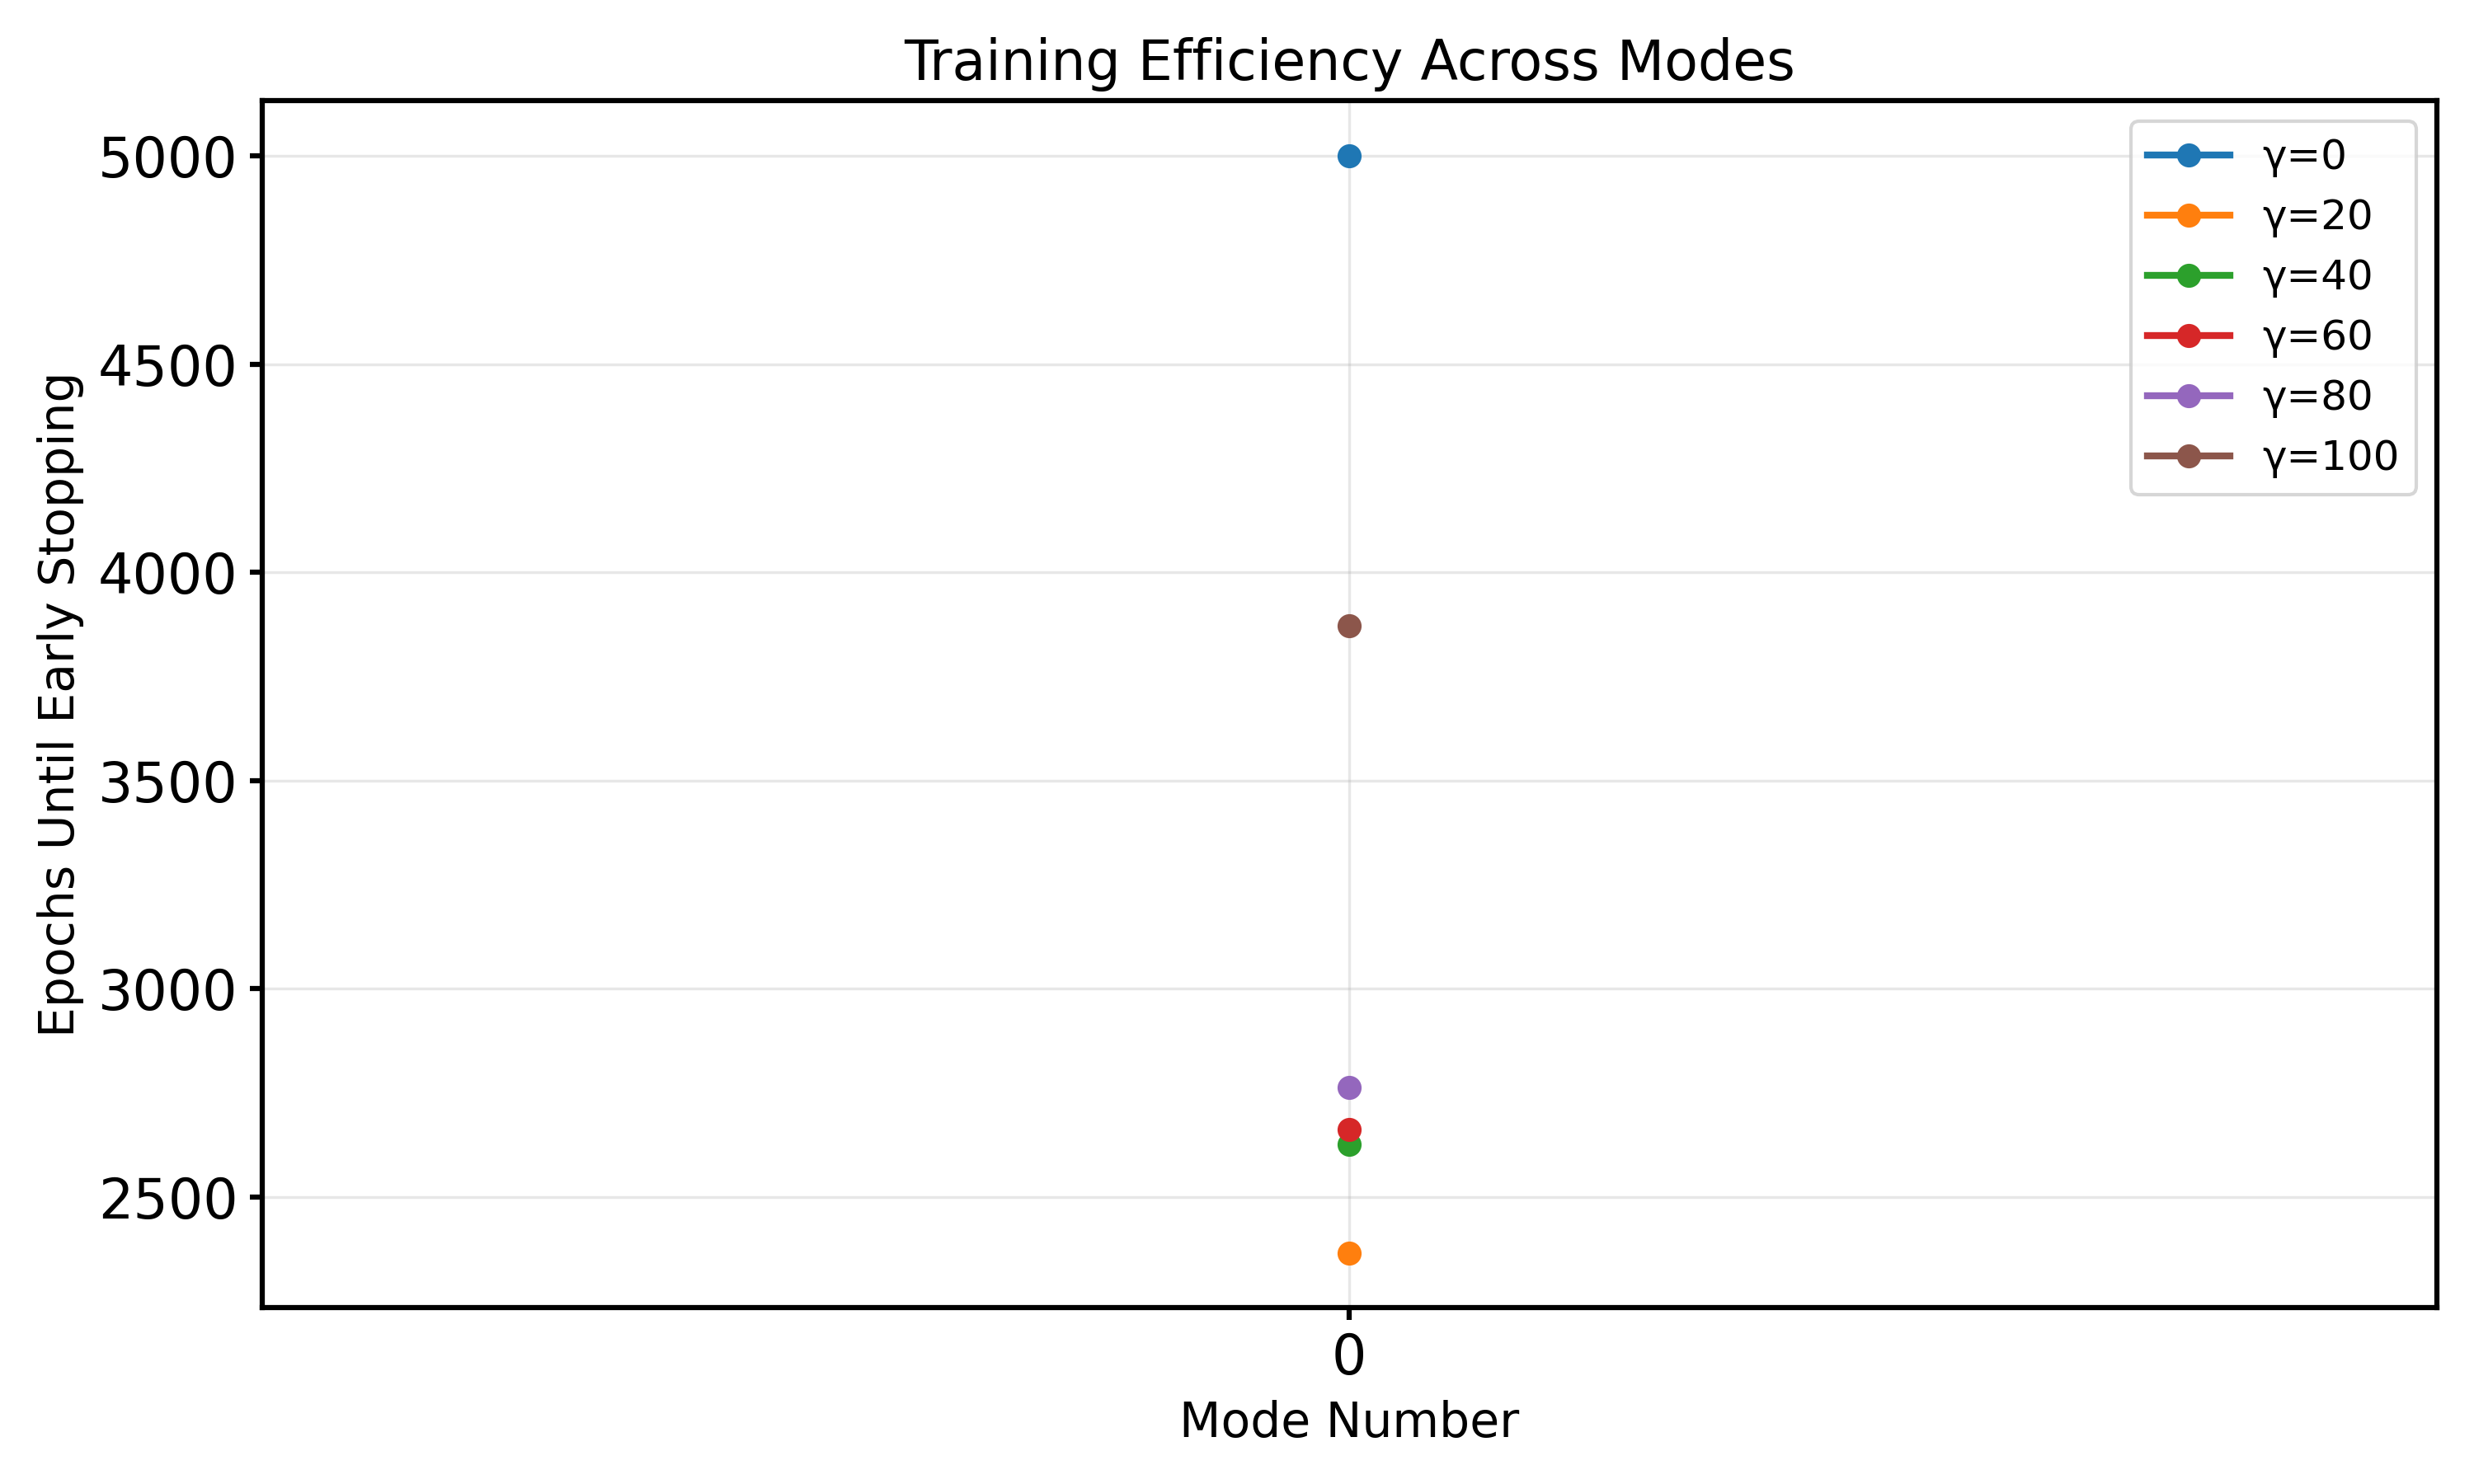 Training Efficiency Across Modes
Epochs Until Early Stopping
5000
4500
4000
3500
3000
2500
γ=0
γ=20
γ=40
γ=60
γ=80
γ=100
0
Mode Number